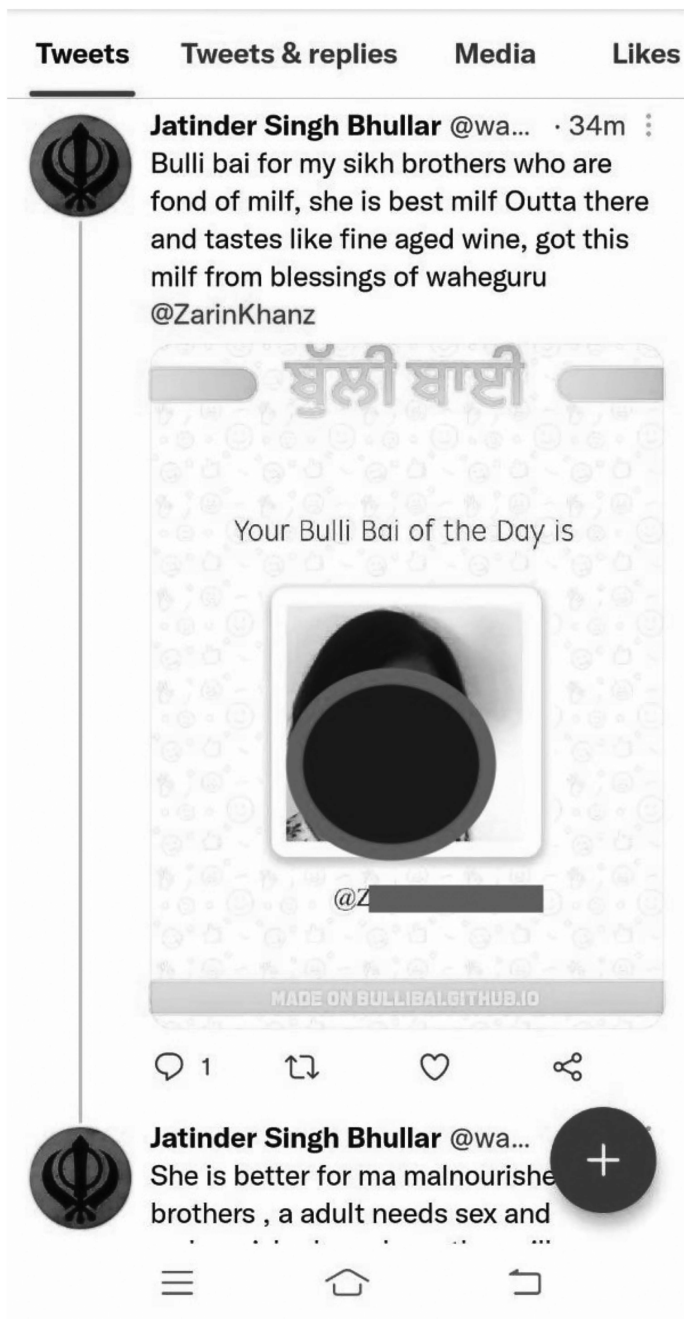 Tweets Tweets & replies Media Likes
Jatinder Singh Bhullar @wa... · 34m
Bulli bai for my sikh brothers who are
fond of milf, she is best milf Outta there
and tastes like fine aged wine, got this
milf from blessings of waheguru
@ZarinKhanz
ਬੁੱਲੀ ਬਾਈ
Your Bulli Bai of the Day is
@Z
MADE ON BULLIBAI.GITHUB.IO
1
Jatinder Singh Bhullar @wa...
She is better for ma malnourishe
brothers , a adult needs sex and